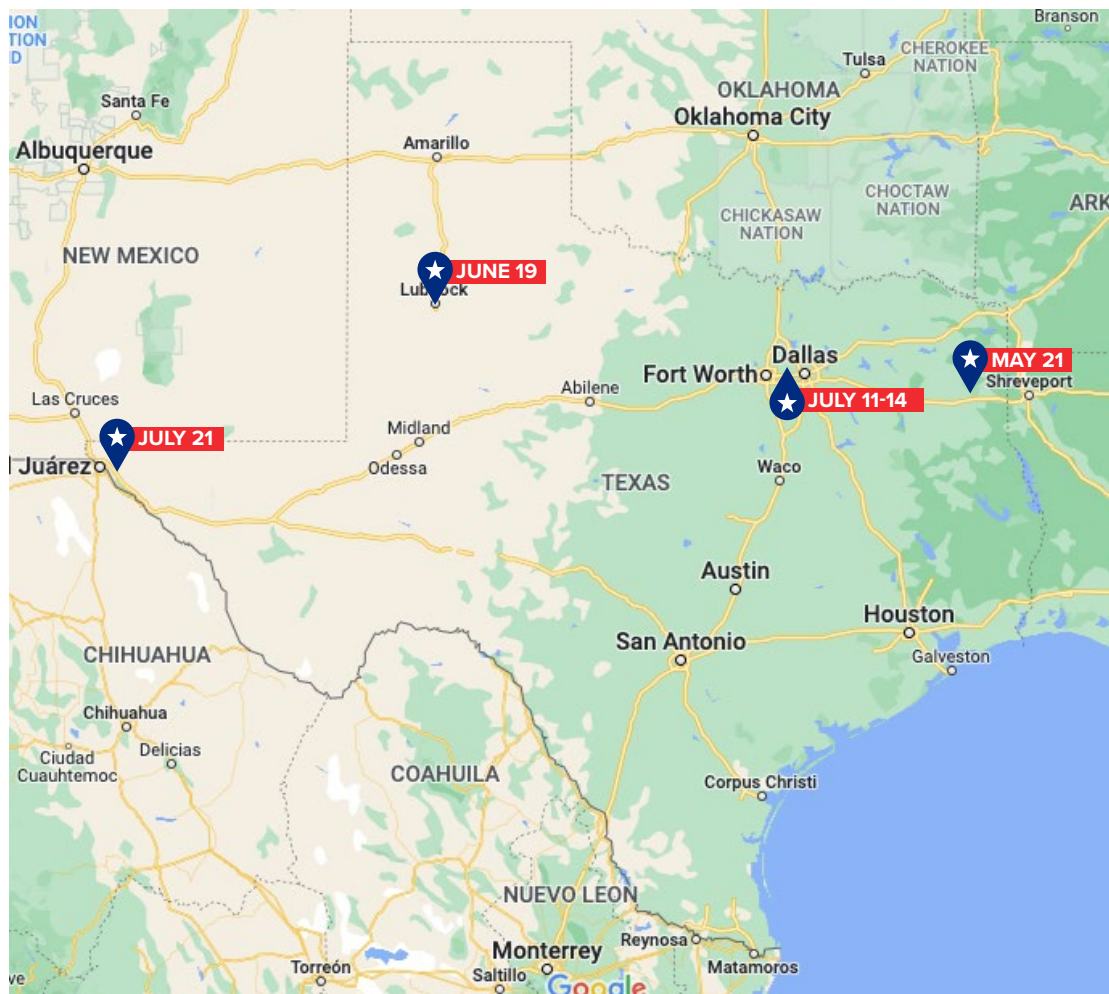 ION
TION
D
Branson
Tulsa
CHEROKEE
NATION
OKLAHOMA
Santa Fe
Oklahoma City
Amarillo
Albuquerque
CHOCTAW
NATION
ARK
CHICKASAW
NATION
NEW MEXICO
JUNE 19
Lubbock
Dallas
MAY 21
Fort Worth
Shreveport
Abilene
Las Cruces
JULY 11-14
Midland
JULY 21
Juárez
Odessa
Waco
TEXAS
Austin
Houston
San Antonio
CHIHUAHUA
Galveston
Chihuahua
Delicias
Ciudad
Cuauhtemoc
COAHUILA
Corpus Christi
NUEVO LEON
Reynosa
Monterrey
Torreón
Matamoros
Saltillo
ve
Google